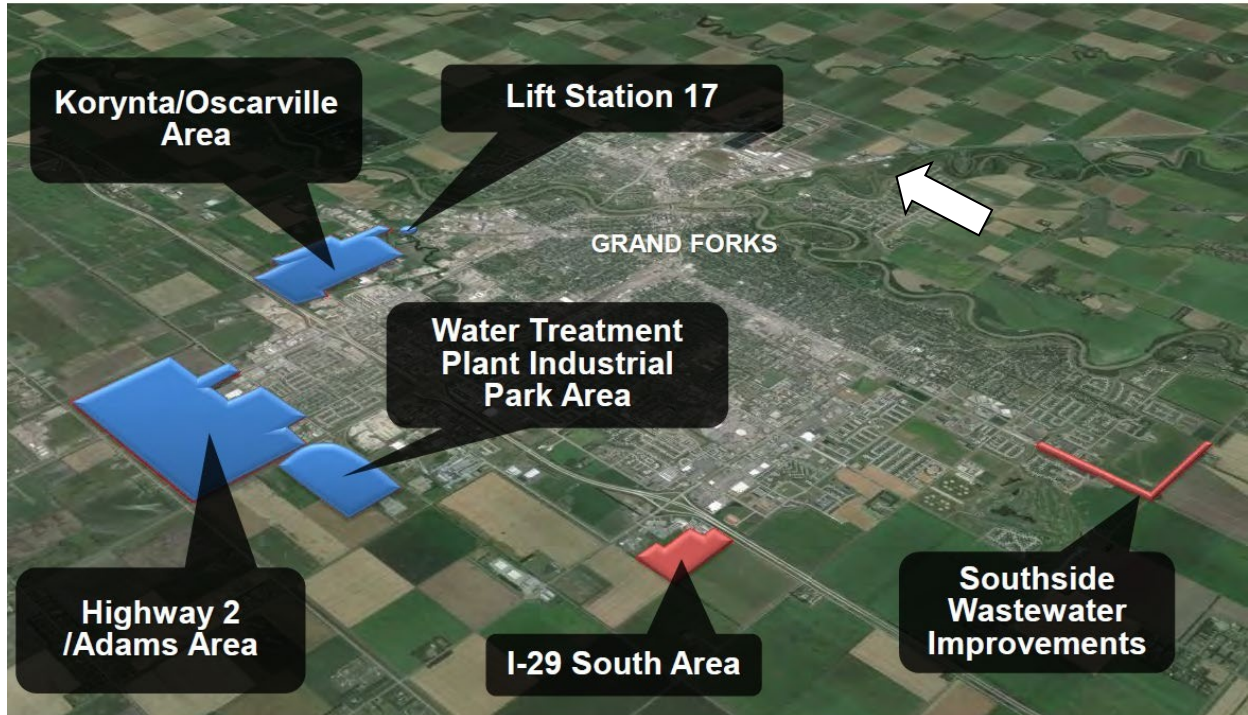 Korynta/Oscarville
Area
Lift Station 17
GRAND FORKS
Water Treatment
Plant Industrial
Park Area
Highway 2
/Adams Area
I-29 South Area
Southside
Wastewater
Improvements